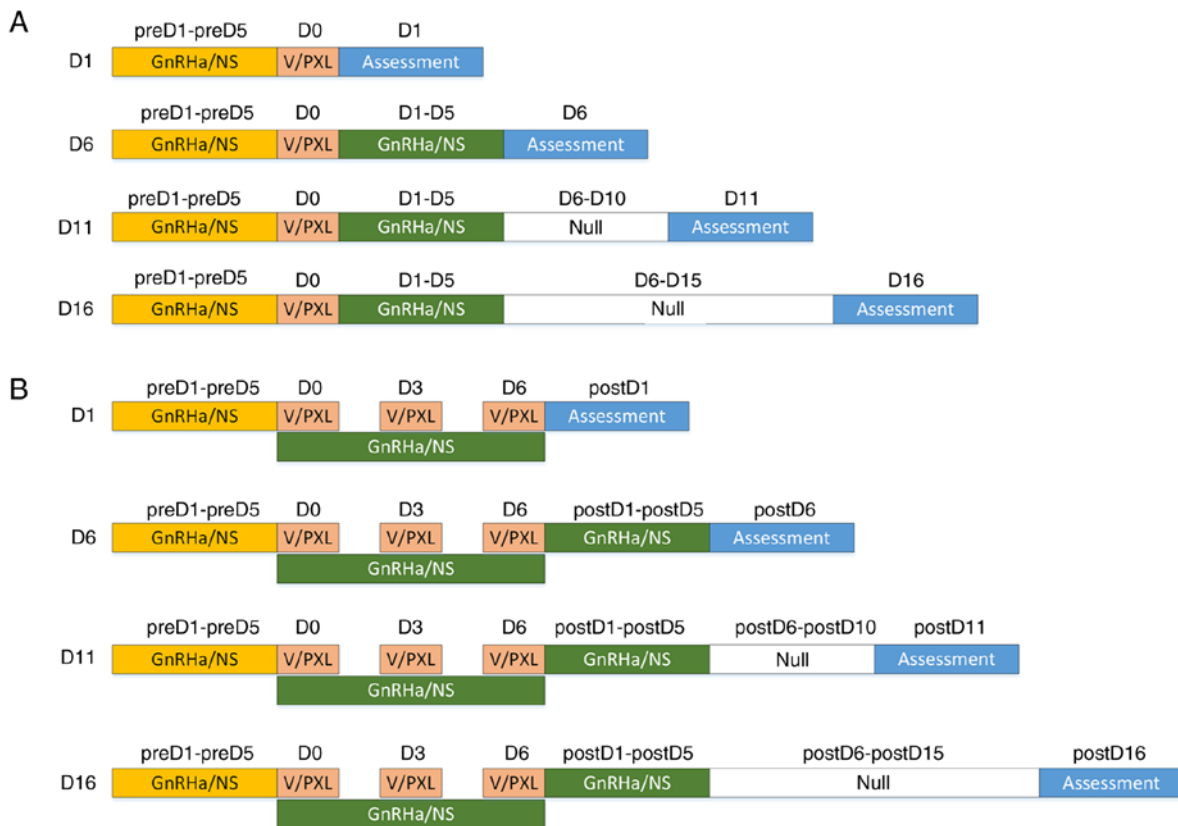 A
preD1-preD5 D0 D1
D1 GnRHa/NS V/PXL Assessment
preD1-preD5 D0 D1-D5 D6
D6 GnRHa/NS V/PXL GnRHa/NS Assessment
preD1-preD5 D0 D1-D5 D6-D10 D11
D11 GnRHa/NS V/PXL GnRHa/NS Null Assessment
preD1-preD5 D0 D1-D5 D6-D15 D16
D16 GnRHa/NS V/PXL GnRHa/NS Null Assessment
B
preD1-preD5 D0 D3 D6 postD1
D1 GnRHa/NS V/PXL V/PXL V/PXL Assessment
GnRHa/NS
preD1-preD5 D0 D3 D6 postD1-postD5 postD6
D6 GnRHa/NS V/PXL V/PXL V/PXL GnRHa/NS Assessment
GnRHa/NS
preD1-preD5 D0 D3 D6 postD1-postD5 postD6-postD10 postD11
D11 GnRHa/NS V/PXL V/PXL V/PXL GnRHa/NS Null Assessment
GnRHa/NS
preD1-preD5 D0 D3 D6 postD1-postD5 postD6-postD15 postD16
D16 GnRHa/NS V/PXL V/PXL V/PXL GnRHa/NS Null Assessment
GnRHa/NS